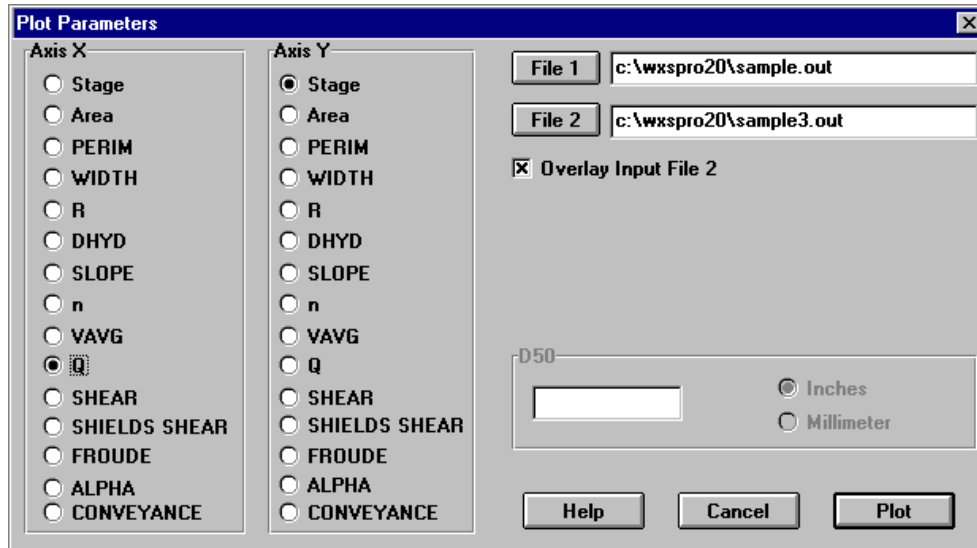 Plot Parameters
Axis X
Stage
Area
PERIM
WIDTH
R
DHYD
SLOPE
n
VAVG
Q
SHEAR
SHIELDS SHEAR
FROUDE
ALPHA
CONVEYANCE
Axis Y
Stage
Area
PERIM
WIDTH
R
DHYD
SLOPE
n
VAVG
Q
SHEAR
SHIELDS SHEAR
FROUDE
ALPHA
CONVEYANCE
File 1 c:\wxspro20\sample.out
File 2 c:\wxspro20\sample3.out
Overlay Input File 2
D50
Inches
Millimeter
Help Cancel Plot